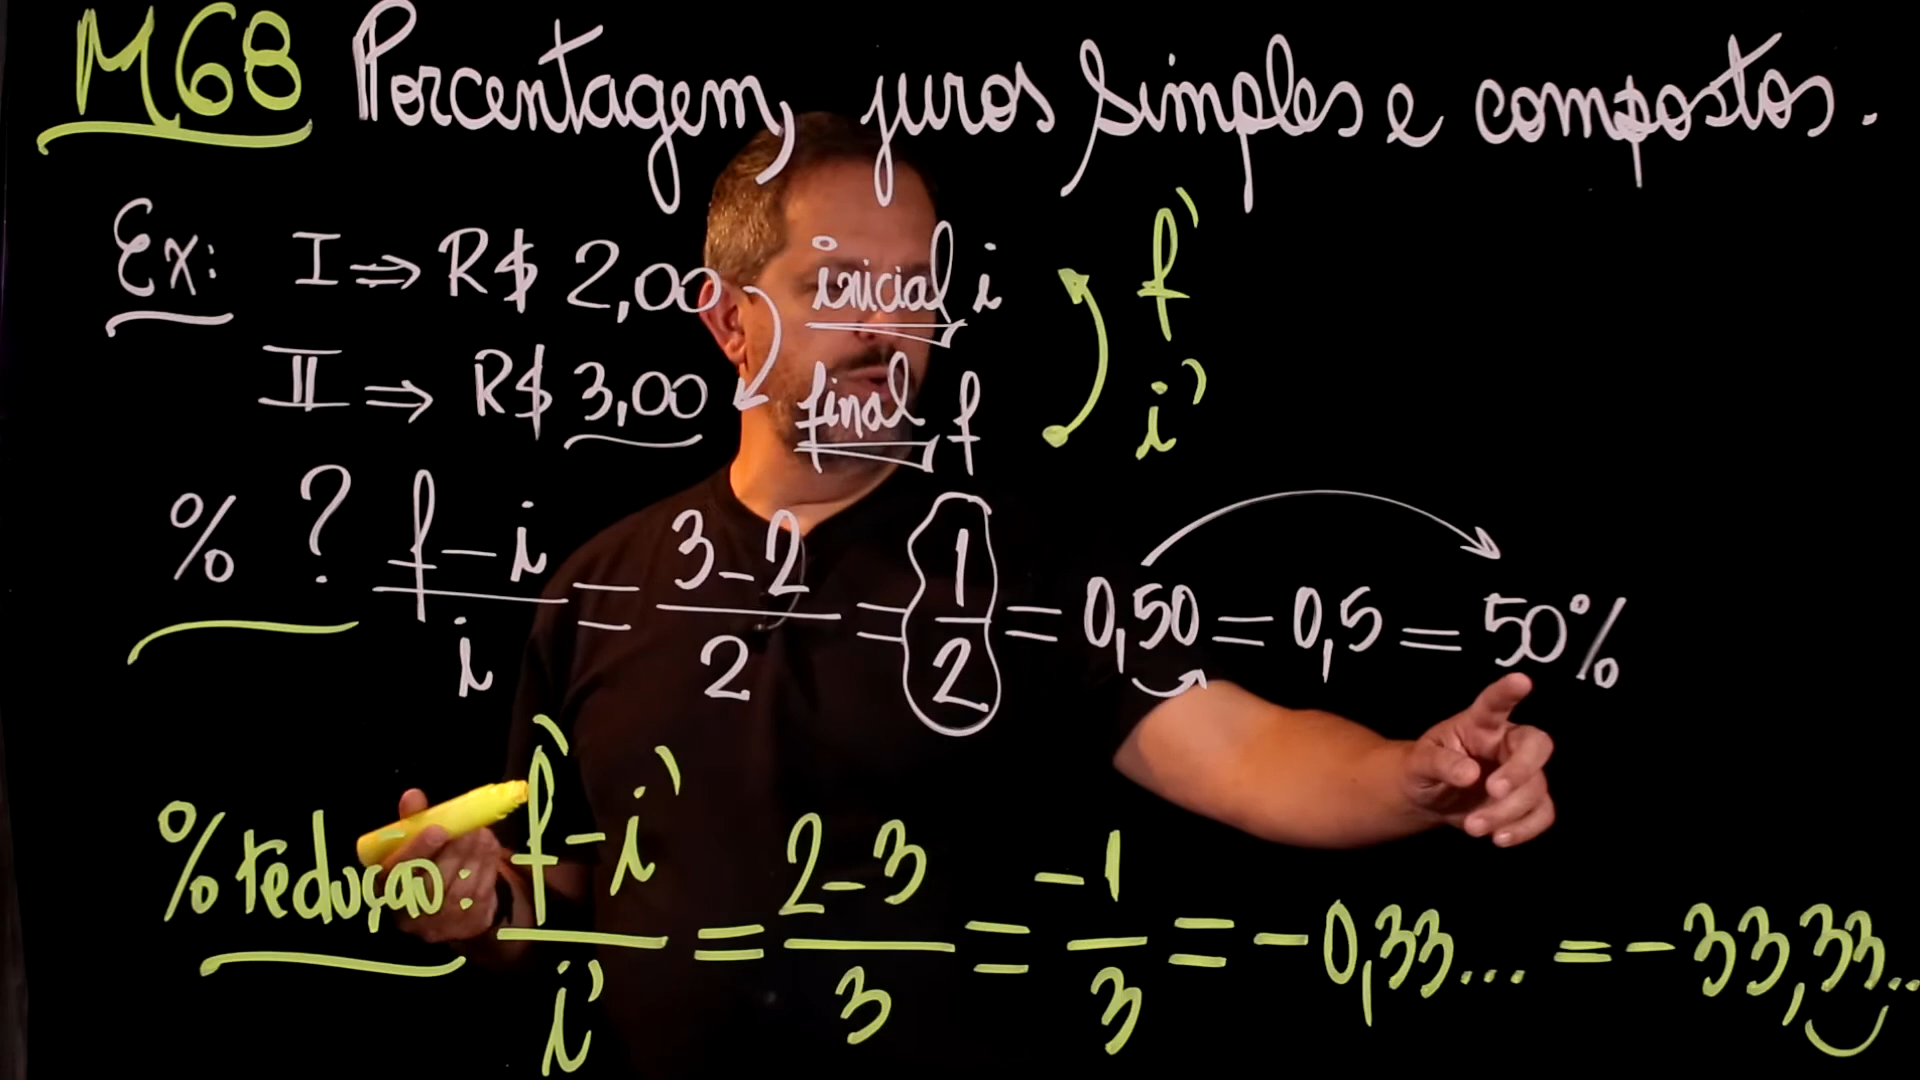 M68 Porcentagem, juros simples e compostos.
Ex: I ⇒ R$ 2,00 inicial i f'
II ⇒ R$ 3,00 final f i'
% ? f-i/i = 3-2/2 = 1/2 = 0,50 = 0,5 = 50%
% redução: f'-i'/i' = 2-3/3 = -1/3 = -0,33... = -33,33..